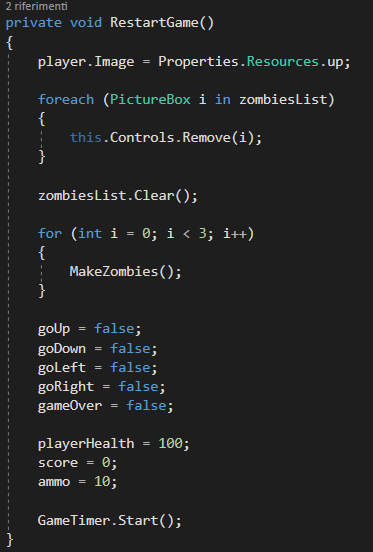 2 riferimenti
private void RestartGame()
{
    player.Image = Properties.Resources.up;

    foreach (PictureBox i in zombiesList)
    {
        this.Controls.Remove(i);
    }

    zombiesList.Clear();

    for (int i = 0; i < 3; i++)
    {
        MakeZombies();
    }

    goUp = false;
    goDown = false;
    goLeft = false;
    goRight = false;
    gameOver = false;

    playerHealth = 100;
    score = 0;
    ammo = 10;

    GameTimer.Start();
}